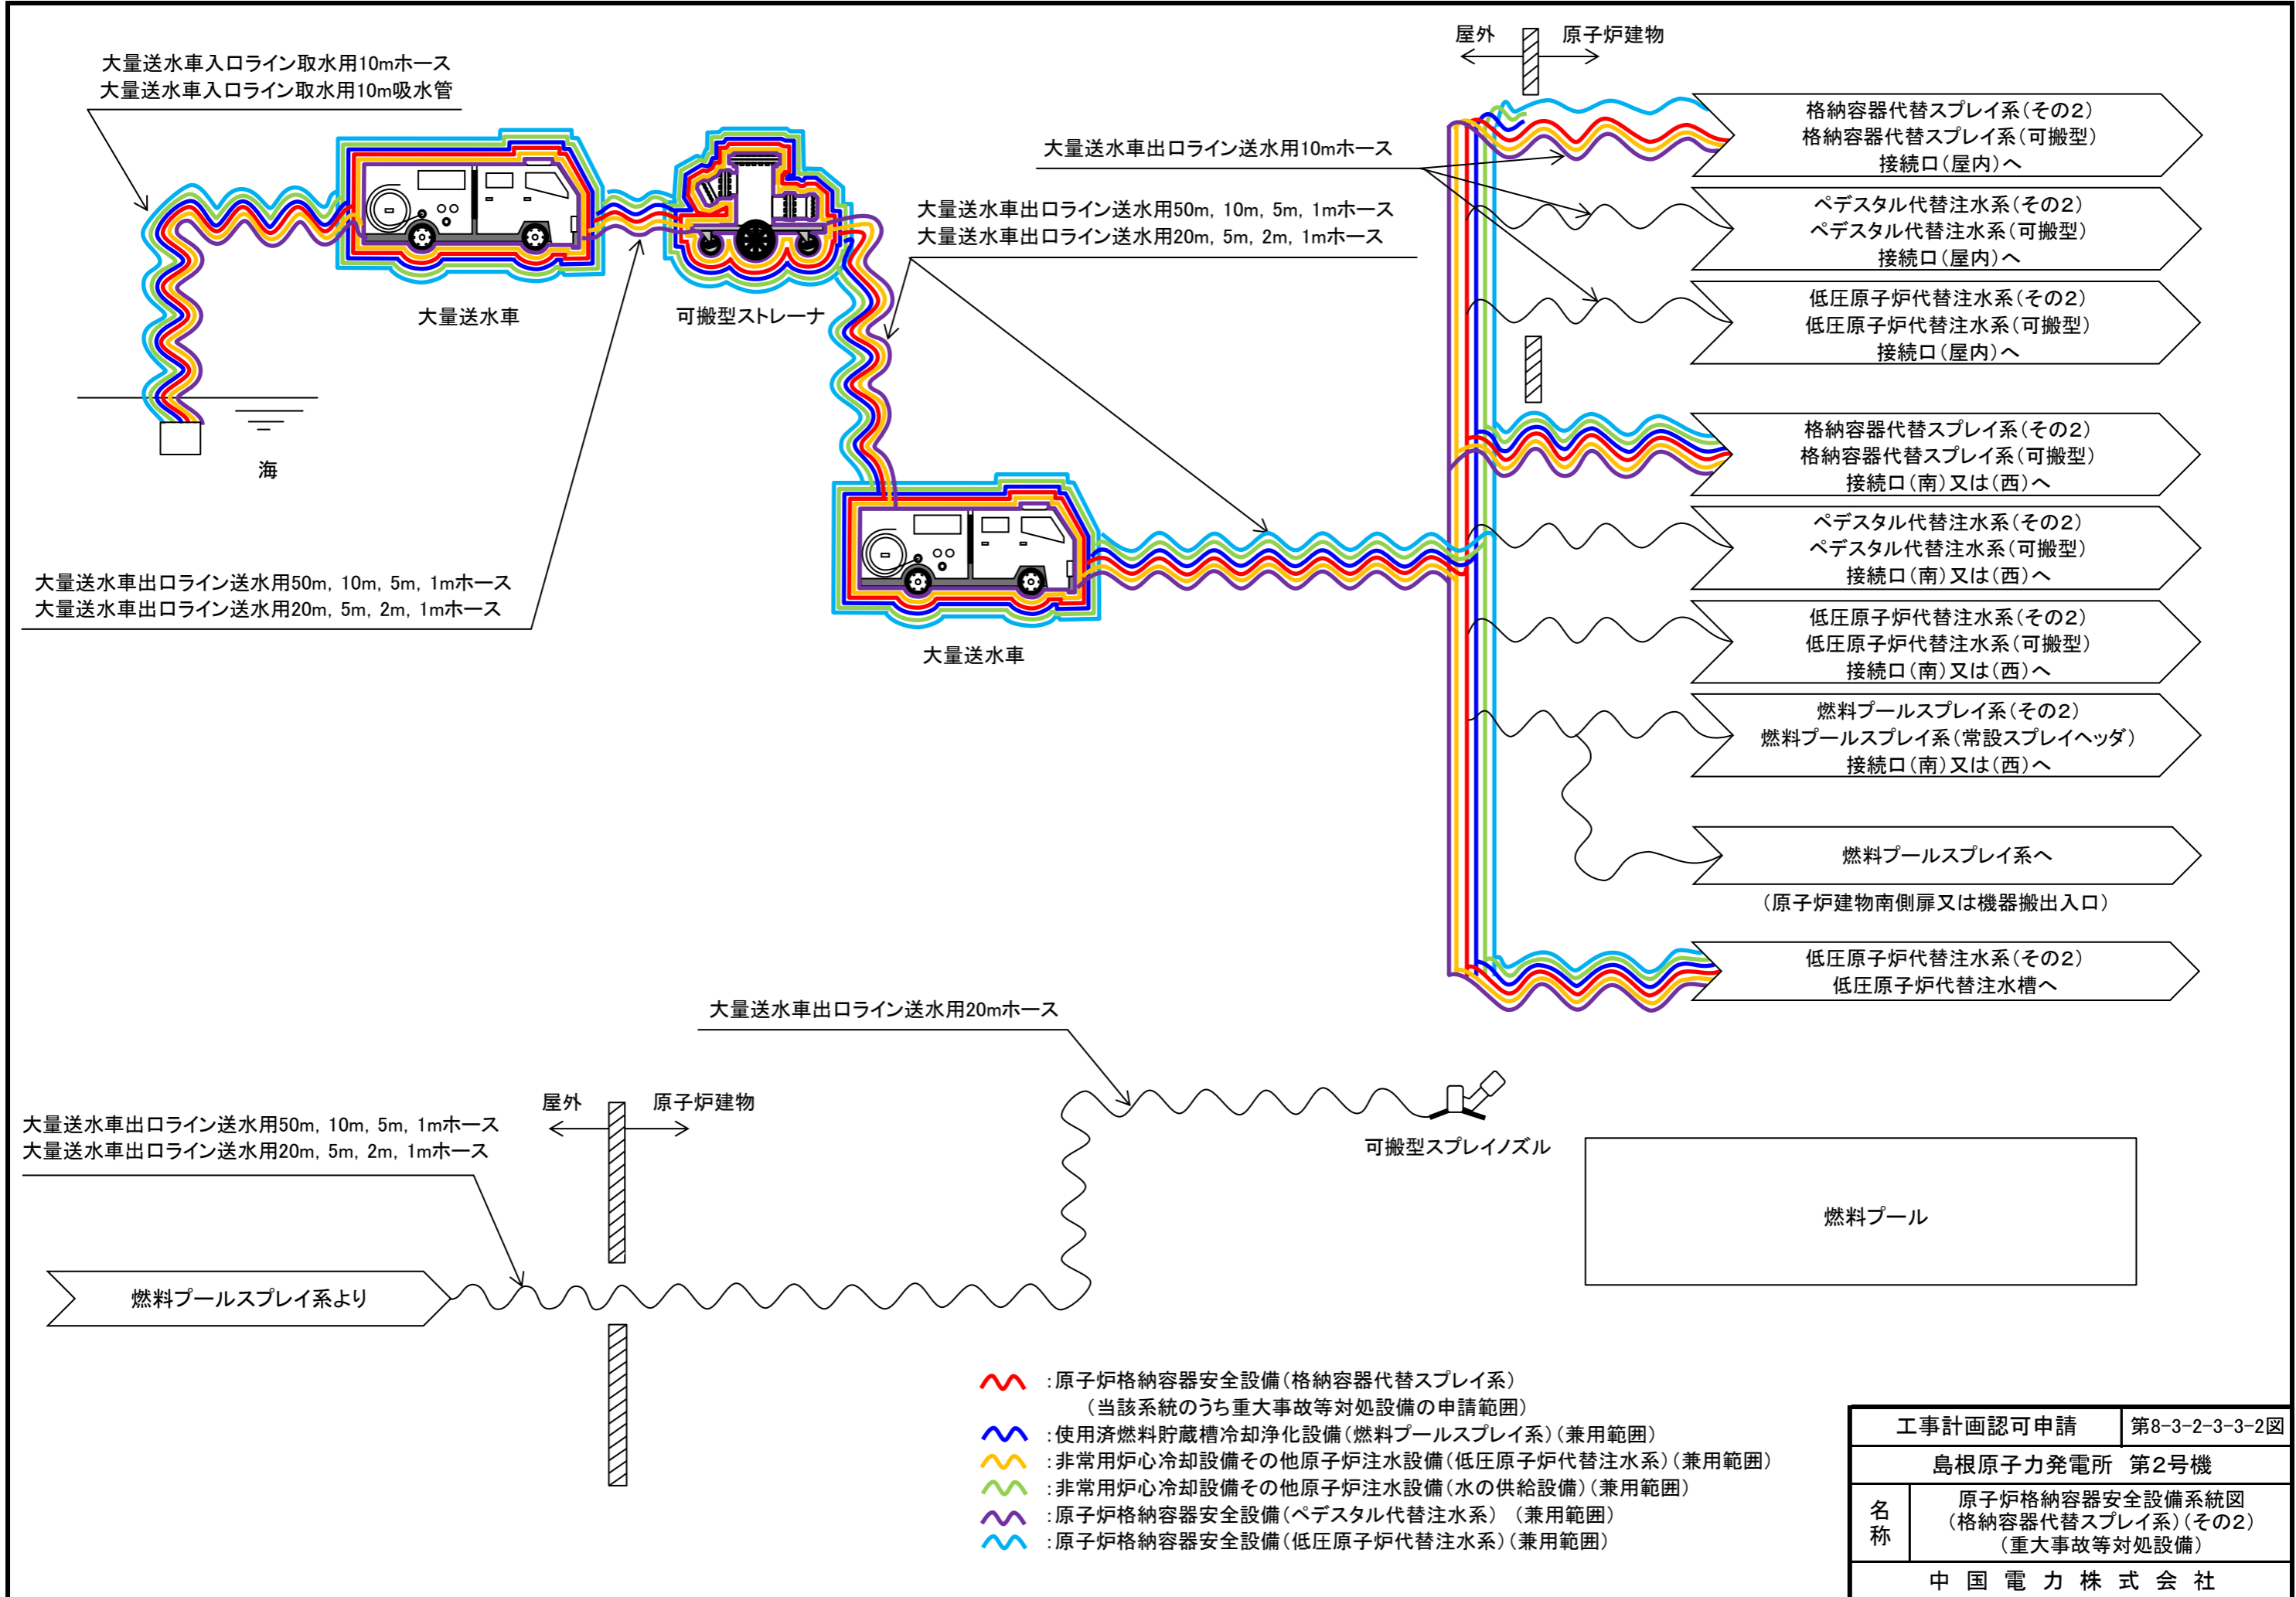 大量送水車入口ライン取水用10mホース
大量送水車入口ライン取水用10m吸水管
屋外
原子炉建物
大量送水車出口ライン送水用10mホース
大量送水車出口ライン送水用50m, 10m, 5m, 1mホース
大量送水車出口ライン送水用20m, 5m, 2m, 1mホース
格納容器代替スプレイ系(その2)
格納容器代替スプレイ系(可搬型)
接続口(屋内)へ
ペデスタル代替注水系(その2)
ペデスタル代替注水系(可搬型)
接続口(屋内)へ
低圧原子炉代替注水系(その2)
低圧原子炉代替注水系(可搬型)
接続口(屋内)へ
大量送水車
可搬型ストレーナ
海
格納容器代替スプレイ系(その2)
格納容器代替スプレイ系(可搬型)
接続口(南)又は(西)へ
ペデスタル代替注水系(その2)
ペデスタル代替注水系(可搬型)
接続口(南)又は(西)へ
大量送水車出口ライン送水用50m, 10m, 5m, 1mホース
大量送水車出口ライン送水用20m, 5m, 2m, 1mホース
大量送水車
低圧原子炉代替注水系(その2)
低圧原子炉代替注水系(可搬型)
接続口(南)又は(西)へ
燃料プールスプレイ系(その2)
燃料プールスプレイ系(常設スプレイヘッダ)
接続口(南)又は(西)へ
燃料プールスプレイ系へ
(原子炉建物南側扉又は機器搬出入口)
低圧原子炉代替注水系(その2)
低圧原子炉代替注水槽へ
大量送水車出口ライン送水用20mホース
屋外
原子炉建物
大量送水車出口ライン送水用50m, 10m, 5m, 1mホース
大量送水車出口ライン送水用20m, 5m, 2m, 1mホース
可搬型スプレイノズル
燃料プール
燃料プールスプレイ系より
:原子炉格納容器安全設備(格納容器代替スプレイ系)
(当該系統のうち重大事故等対処設備の申請範囲)
:使用済燃料貯蔵槽冷却浄化設備(燃料プールスプレイ系)(兼用範囲)
:非常用炉心冷却設備その他原子炉注水設備(低圧原子炉代替注水系)(兼用範囲)
:非常用炉心冷却設備その他原子炉注水設備(水の供給設備)(兼用範囲)
:原子炉格納容器安全設備(ペデスタル代替注水系) (兼用範囲)
:原子炉格納容器安全設備(低圧原子炉代替注水系)(兼用範囲)
工事計画認可申請 第8-3-2-3-3-2図
島根原子力発電所 第2号機
名称
原子炉格納容器安全設備系統図
(格納容器代替スプレイ系)(その2)
(重大事故等対処設備)
中国電力株式会社